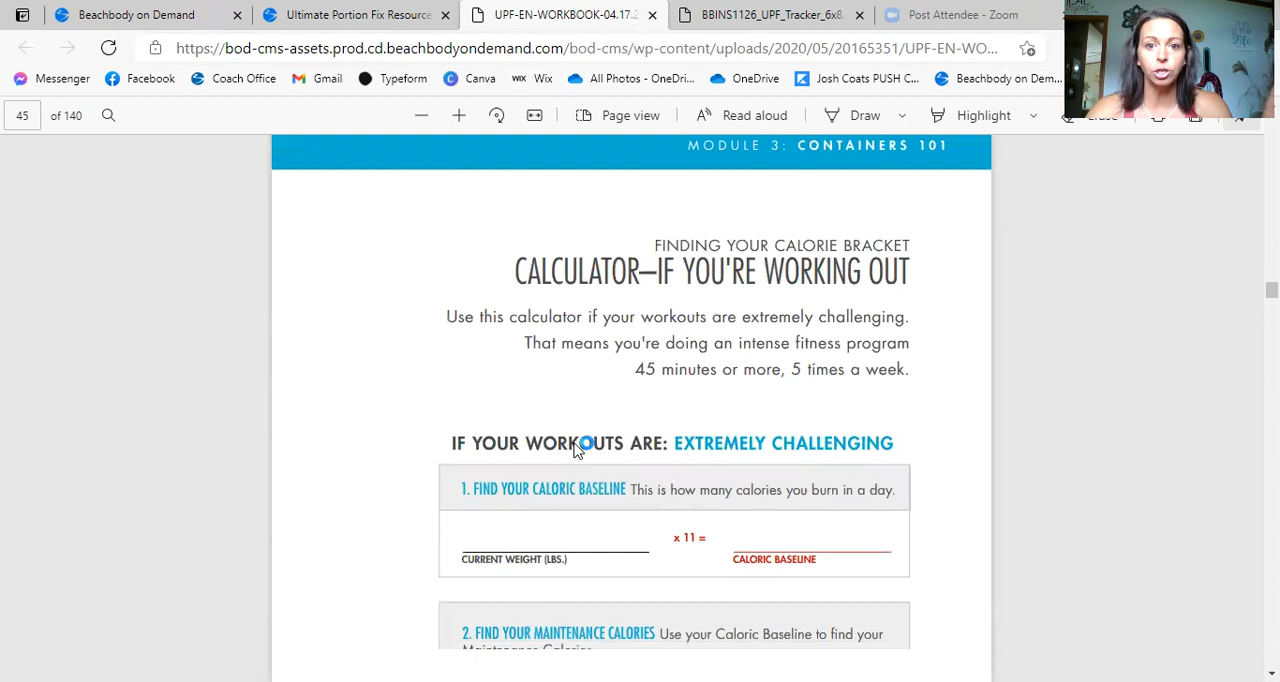 Beachbody on Demand
Ultimate Portion Fix Resource
UPF-EN-WORKBOOK-04.17.2
BBINS1126_UPF_Tracker_6x8
Post Attendee - Zoom
https://bod-cms-assets.prod.cd.beachbodyondemand.com/bod-cms/wp-content/uploads/2020/05/20165351/UPF-EN-WO...
Messenger
Facebook
Coach Office
Gmail
Typeform
Canva
WIX Wix
All Photos - OneDri...
OneDrive
Josh Coats PUSH C...
Beachbody on Dem...
45 of 140
Page view
Read aloud
Draw
Highlight
MODULE 3: CONTAINERS 101
FINDING YOUR CALORIE BRACKET
CALCULATOR—IF YOU'RE WORKING OUT
Use this calculator if your workouts are extremely challenging.
That means you're doing an intense fitness program
45 minutes or more, 5 times a week.
IF YOUR WORKOUTS ARE: EXTREMELY CHALLENGING
1. FIND YOUR CALORIC BASELINE This is how many calories you burn in a day.
x 11 =
CURRENT WEIGHT (LBS.)
CALORIC BASELINE
2. FIND YOUR MAINTENANCE CALORIES Use your Caloric Baseline to find your
Maintenance Calories